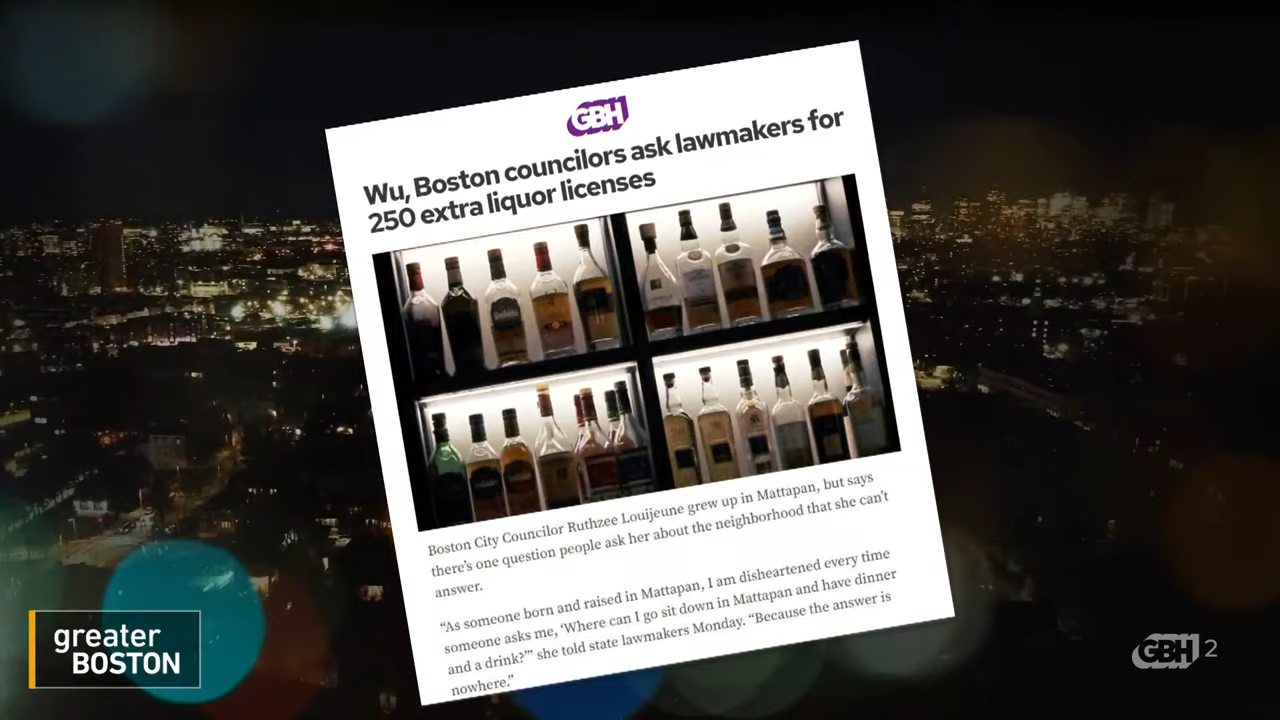 GBH
Wu, Boston councilors ask lawmakers for
250 extra liquor licenses
Boston City Councilor Ruthzee Louijeune grew up in Mattapan, but says
there's one question people ask her about the neighborhood that she can't
answer.
“As someone born and raised in Mattapan, I am disheartened every time
someone asks me, ‘Where can I go sit down in Mattapan and have dinner
and a drink?’” she told state lawmakers Monday. “Because the answer is
nowhere.”
greater
BOSTON
GBH 2